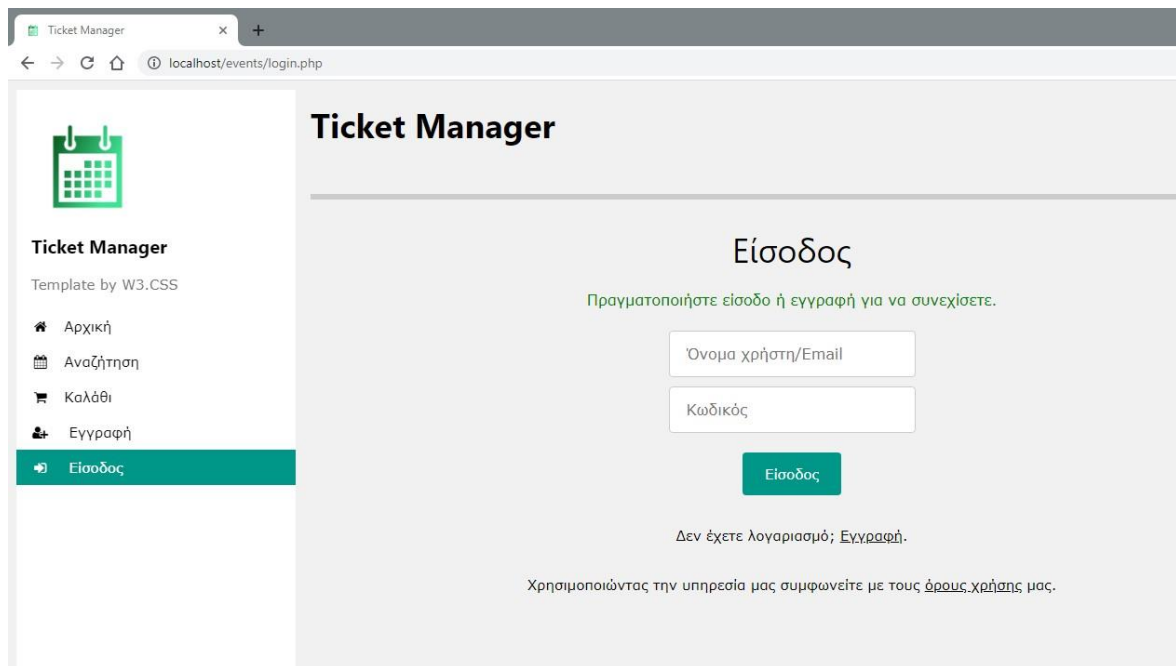 Ticket Manager
localhost/events/login.php
Ticket Manager
Template by W3.CSS
Αρχική
Αναζήτηση
Καλάθι
Εγγραφή
Είσοδος
Ticket Manager
Είσοδος
Πραγματοποιήστε είσοδο ή εγγραφή για να συνεχίσετε.
Όνομα χρήστη/Email
Κωδικός
Είσοδος
Δεν έχετε λογαριασμό; Εγγραφή.
Χρησιμοποιώντας την υπηρεσία μας συμφωνείτε με τους όρους χρήσης μας.